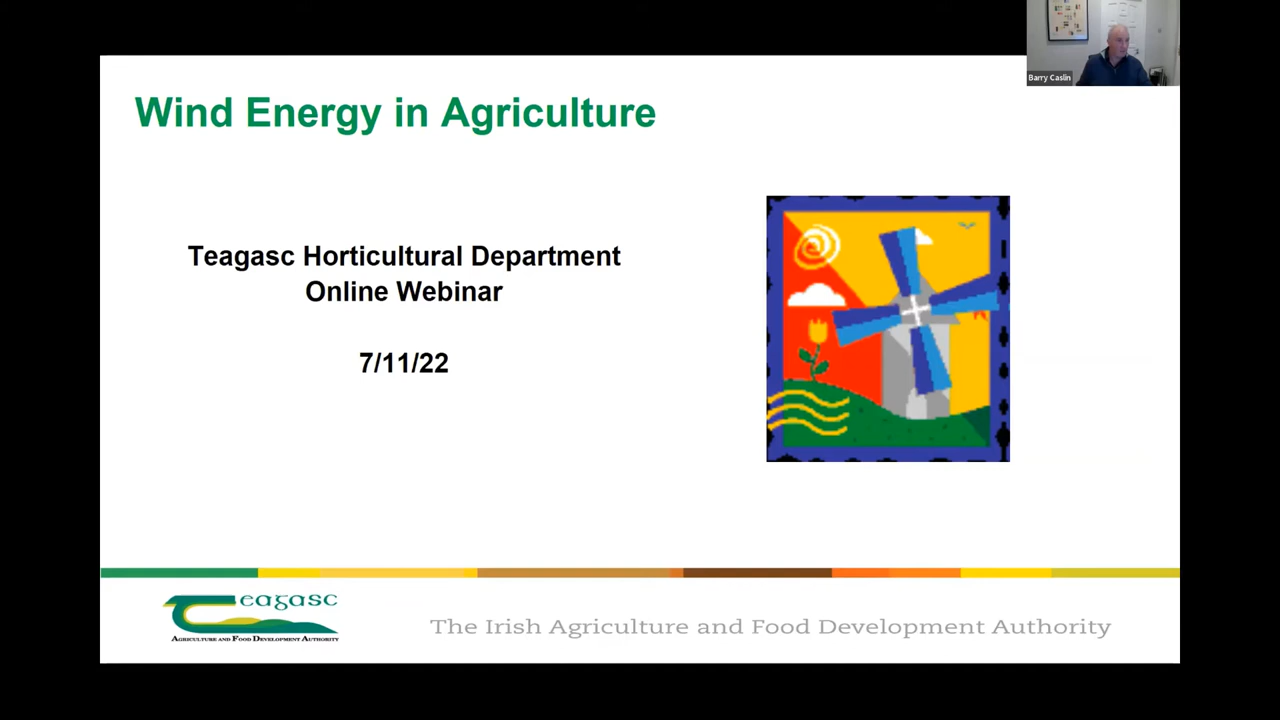 Barry Caslin
Wind Energy in Agriculture
Teagasc Horticultural Department
Online Webinar
7/11/22
eagasc
AGRICULTURE AND FOOD DEVELOPMENT AUTHORITY
The Irish Agriculture and Food Development Authority